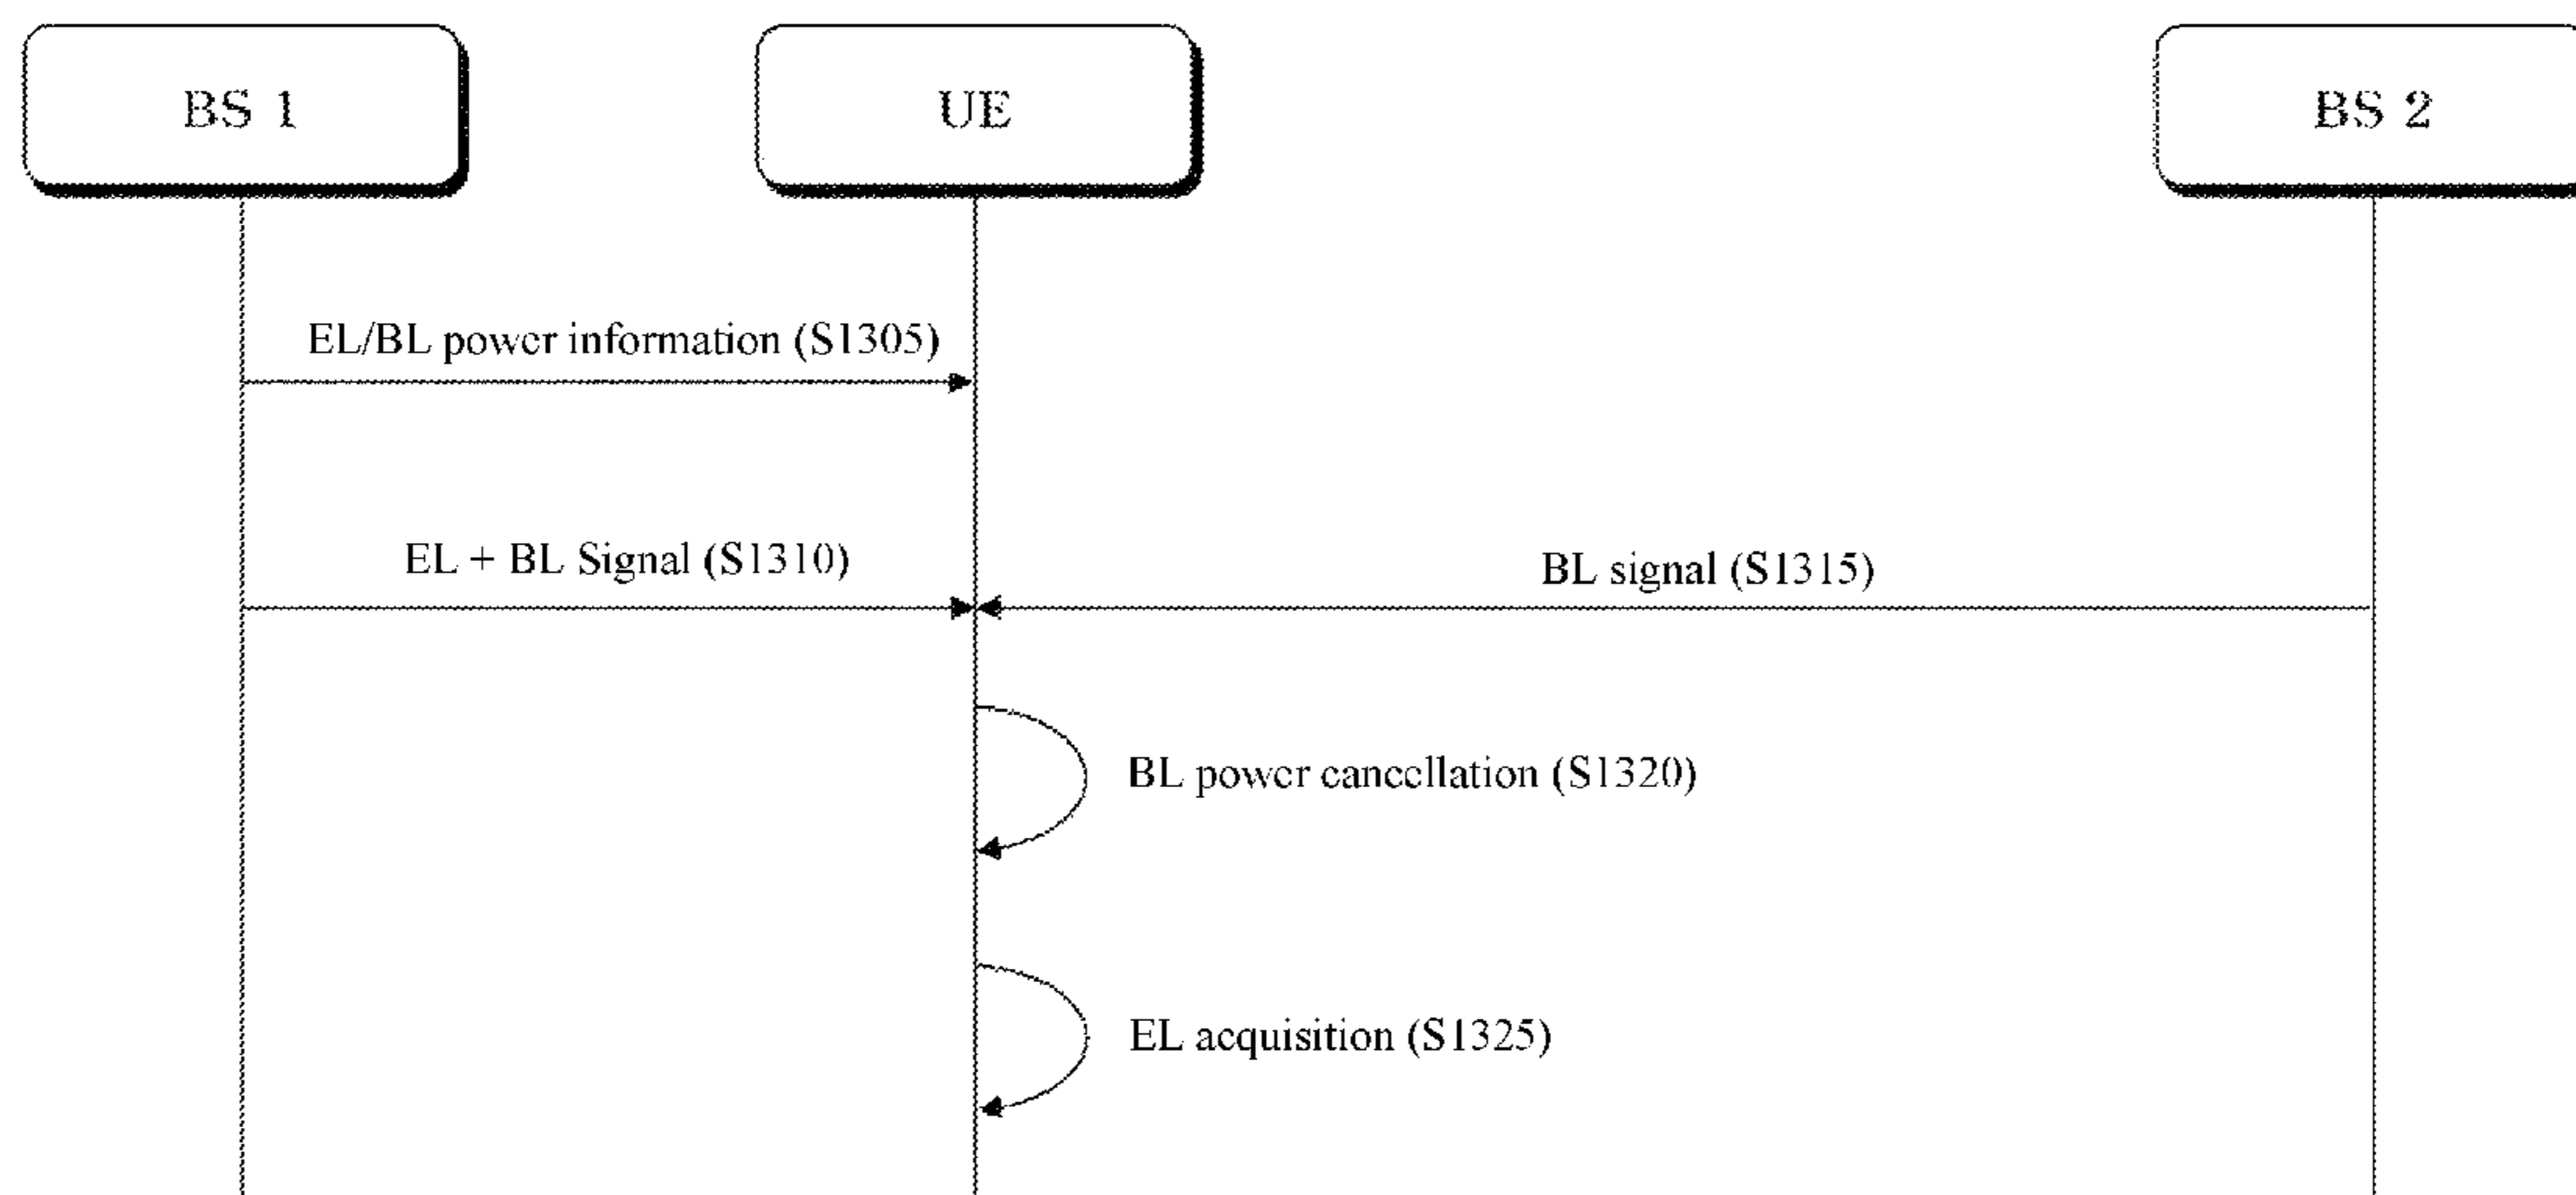 BS 1
UE
BS 2
EL/BL power information (S1305)
EL + BL Signal (S1310)
BL signal (S1315)
BL power cancellation (S1320)
EL acquisition (S1325)